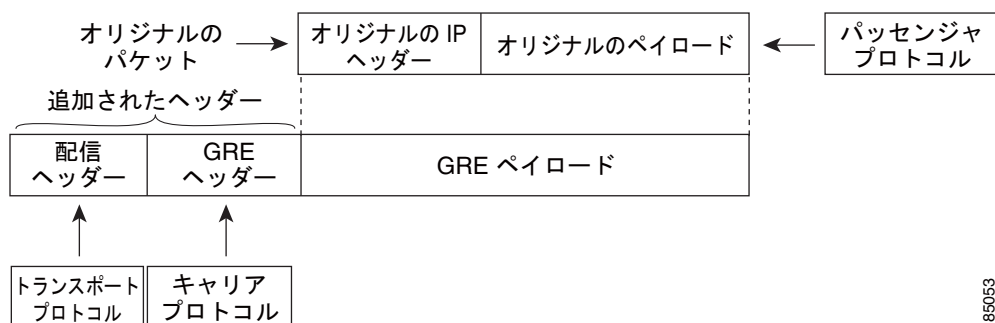 オリジナルの
パケット
オリジナルの IP
ヘッダー
オリジナルのペイロード
パッセンジャ
プロトコル
追加されたヘッダー
配信
ヘッダー
GRE
ヘッダー
GRE ペイロード
トランスポート
プロトコル
キャリア
プロトコル
85053